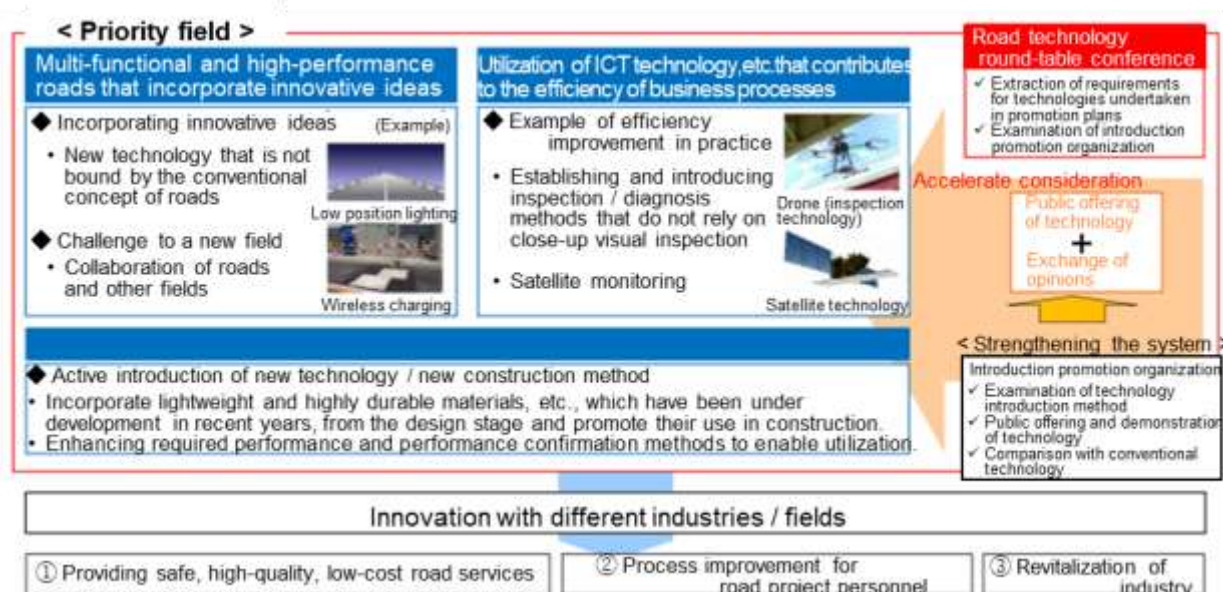 < Priority field >
Multi-functional and high-performance
roads that incorporate innovative ideas
◆ Incorporating innovative ideas (Example)
• New technology that is not
bound by the conventional
concept of roads
Low position lighting
◆ Challenge to a new field
• Collaboration of roads
and other fields
Wireless charging
Utilization of ICT technology,etc.that contributes
to the efficiency of business processes
◆ Example of efficiency
improvement in practice
• Establishing and introducing
inspection / diagnosis
methods that do not rely on
close-up visual inspection
Drone (inspection
technology)
• Satellite monitoring
Satellite technology
◆ Active introduction of new technology / new construction method
• Incorporate lightweight and highly durable materials, etc., which have been under
development in recent years, from the design stage and promote their use in construction.
• Enhancing required performance and performance confirmation methods to enable utilization.
Road technology
round-table conference
✓ Extraction of requirements
for technologies undertaken
in promotion plans
✓ Examination of introduction
promotion organization
Accelerate consideration
Public offering
of technology
+
Exchange of
opinions
< Strengthening the system >
Introduction promotion organization
✓ Examination of technology
introduction method
✓ Public offering and demonstration
of technology
✓ Comparison with conventional
technology
Innovation with different industries / fields
① Providing safe, high-quality, low-cost road services
② Process improvement for
road project personnel
③ Revitalization of
industry